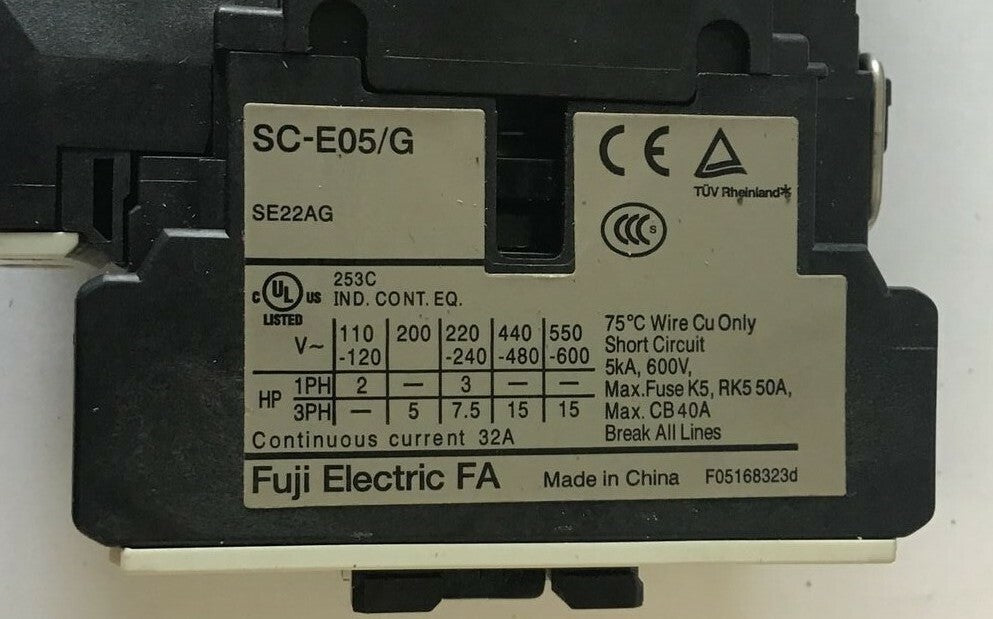 SC-E05/G
SE22AG
CE
TÜV Rheinland
CCC S
253C
C UL US IND. CONT. EQ.
LISTED
V~ 110-120 200 220-240 440-480 550-600
HP 1PH 2 — 3 — —
3PH — 5 7.5 15 15
Continuous current 32A
75°C Wire Cu Only
Short Circuit
5kA, 600V,
Max.Fuse K5, RK5 50A,
Max. CB 40A
Break All Lines
Fuji Electric FA Made in China F05168323d